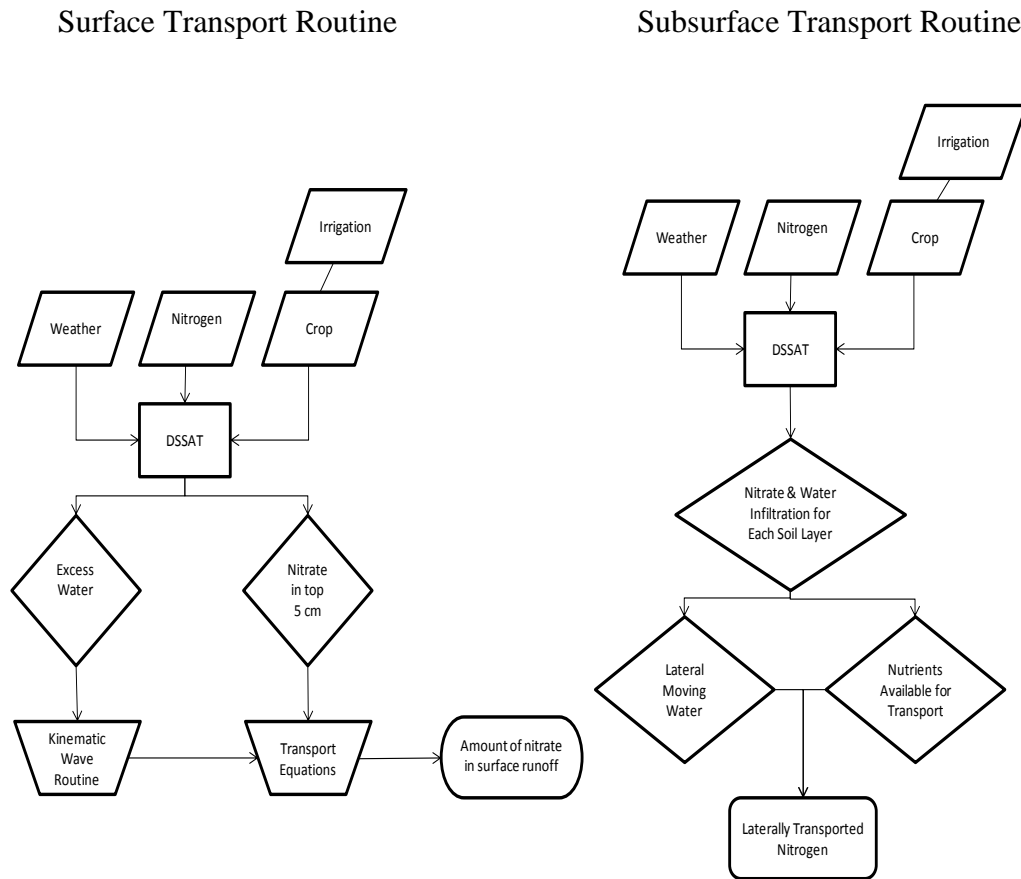 Surface Transport Routine
Irrigation
Weather
Nitrogen
Crop
DSSAT
Excess
Water
Nitrate
in top
5 cm
Kinematic
Wave
Routine
Transport
Equations
Amount of nitrate
in surface runoff
Subsurface Transport Routine
Irrigation
Weather
Nitrogen
Crop
DSSAT
Nitrate & Water
Infiltration for
Each Soil Layer
Lateral
Moving
Water
Nutrients
Available for
Transport
Laterally Transported
Nitrogen